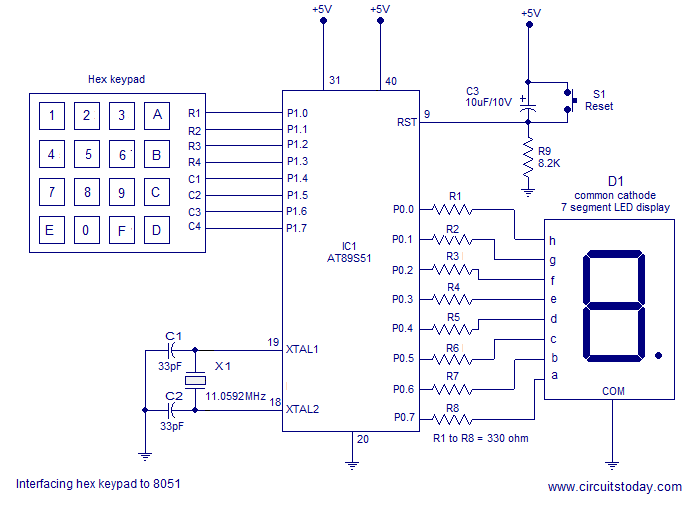 +5V
+5V
+5V
31
40
Hex keypad
C3
10uF/10V
+
S1
Reset
1
2
3
A
R1
P1.0
RST
9
R2
P1.1
4
5
6
B
R3
P1.2
R4
P1.3
R9
8.2K
C1
P1.4
7
8
9
C
C2
P1.5
D1
common cathode
7 segment LED display
C3
P1.6
P0.0
R1
E
0
F
D
C4
P1.7
P0.1
R2
h
IC1
AT89S51
g
P0.2
R3
f
P0.3
R4
e
P0.4
R5
d
C1
33pF
19
XTAL1
c
P0.5
R6
b
X1
11.0592MHz
P0.6
R7
a
C2
33pF
18
XTAL2
COM
P0.7
R8
20
R1 to R8 = 330 ohm
Interfacing hex keypad to 8051
www.circuitstoday.com